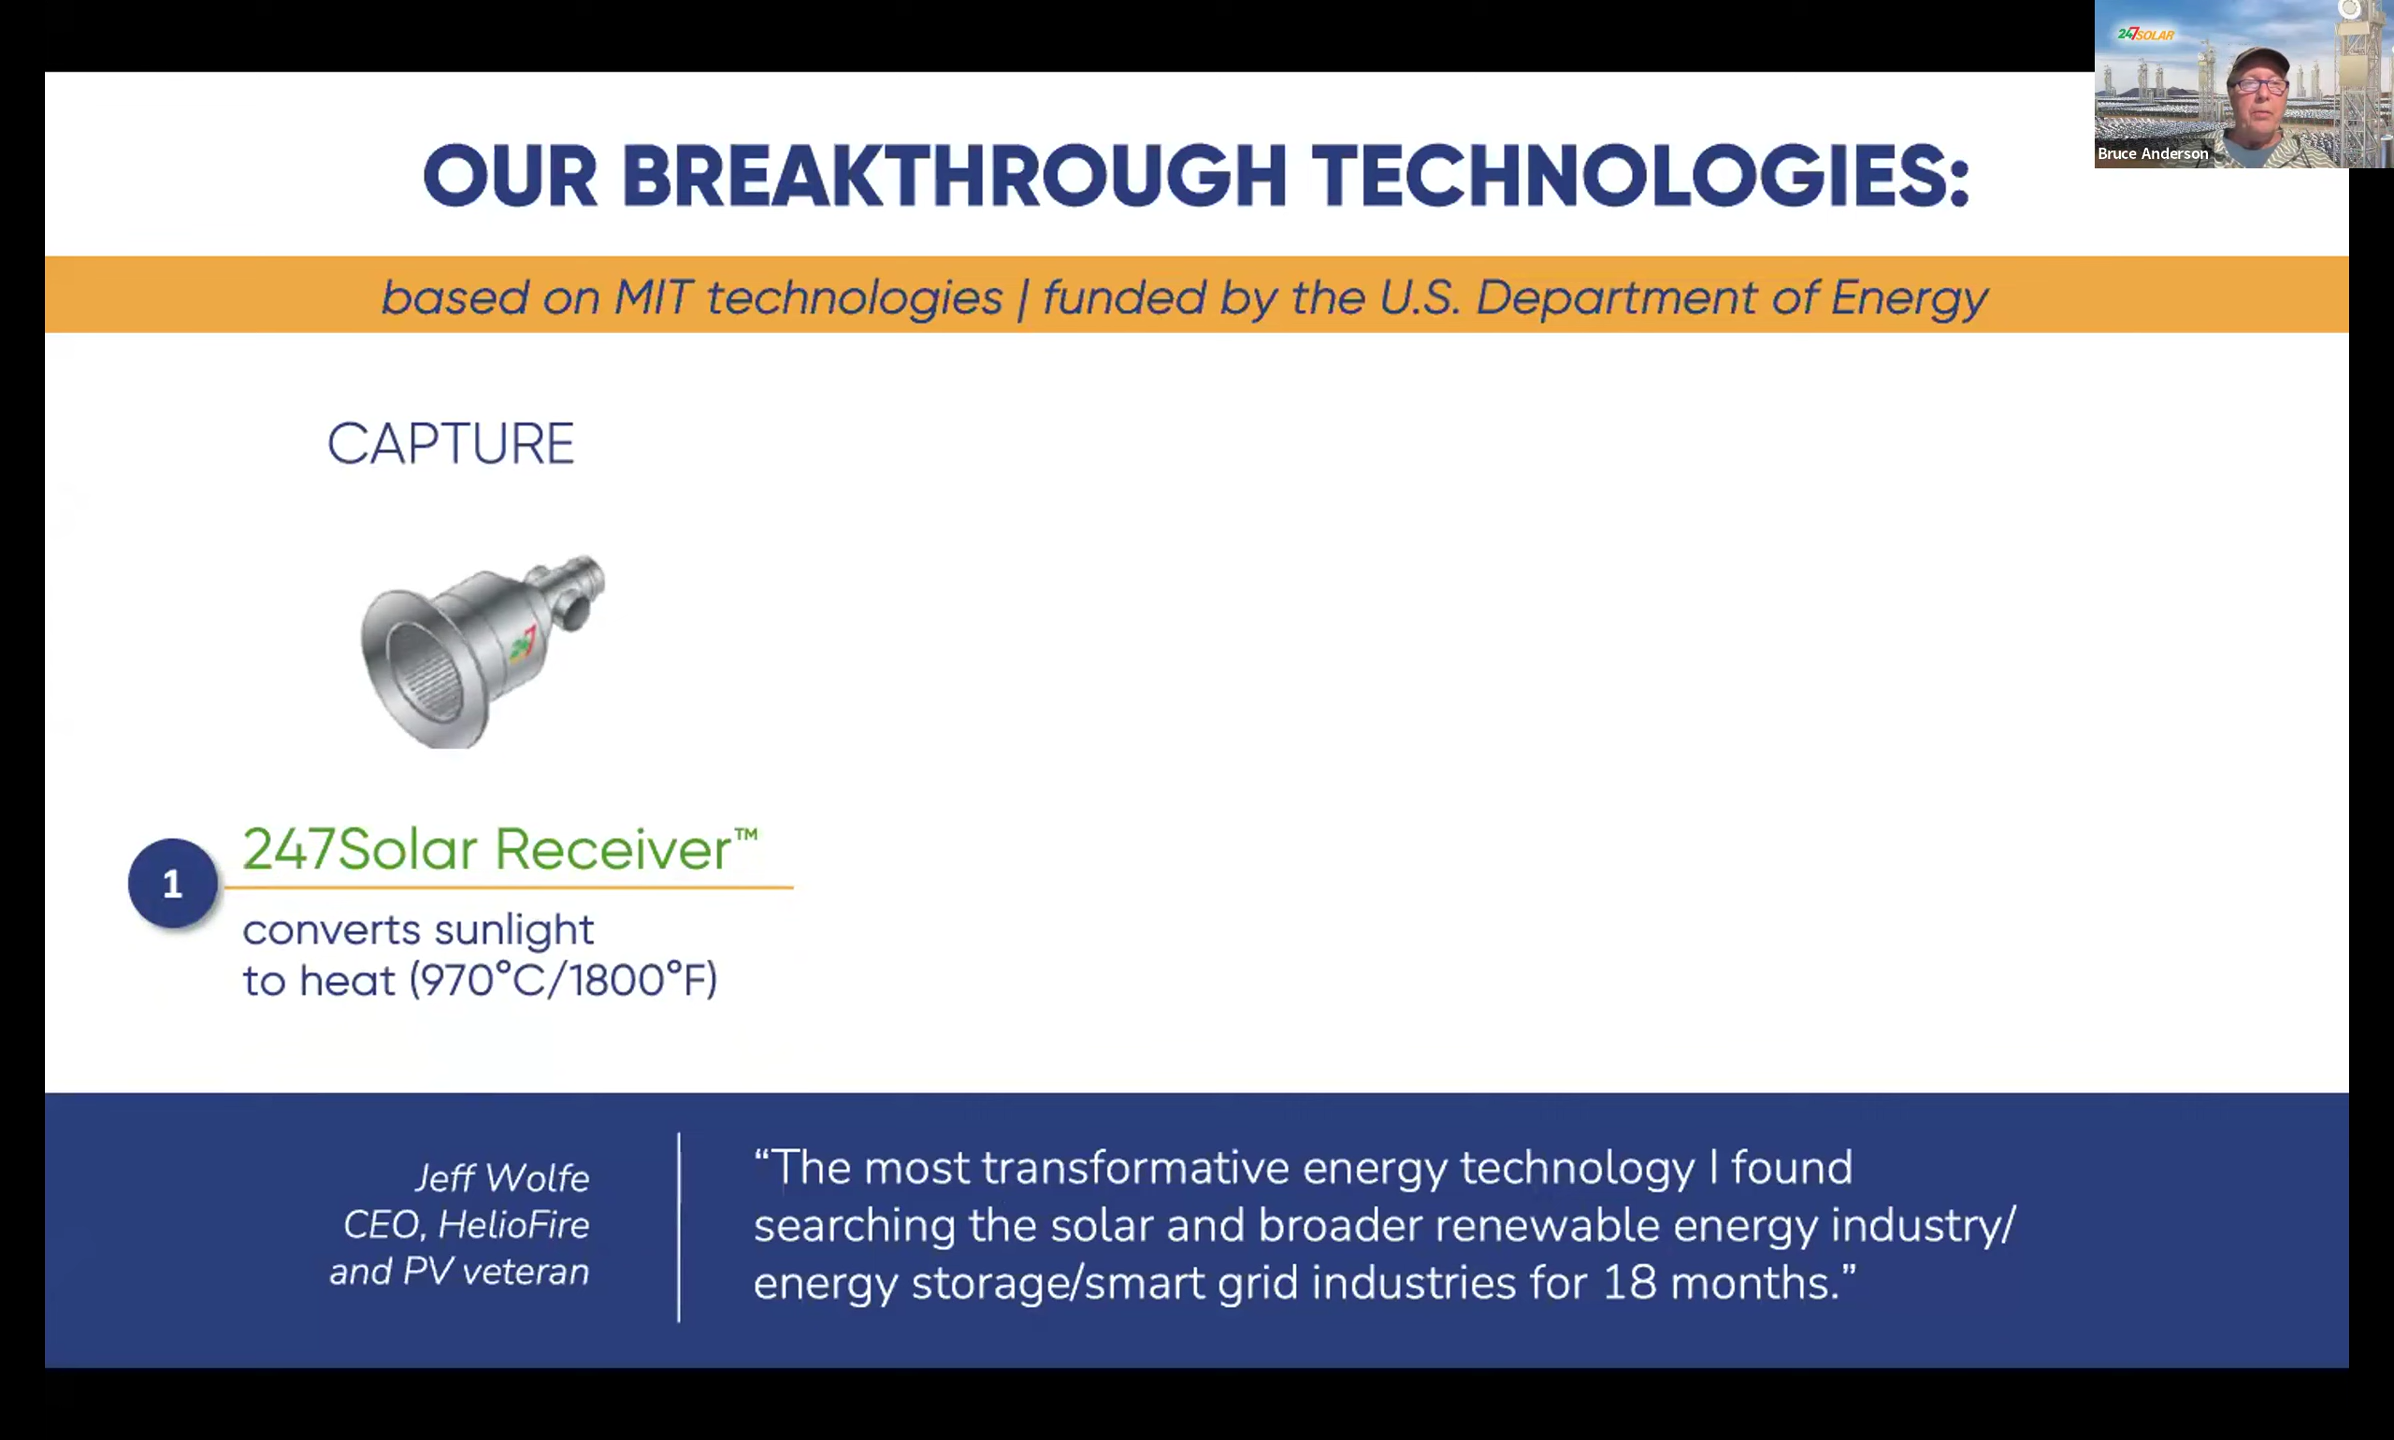 247SOLAR
Bruce Anderson
OUR BREAKTHROUGH TECHNOLOGIES:
based on MIT technologies | funded by the U.S. Department of Energy
CAPTURE
247
1
247Solar Receiver™
converts sunlight
to heat (970°C/1800°F)
Jeff Wolfe
CEO, HelioFire
and PV veteran
“The most transformative energy technology I found
searching the solar and broader renewable energy industry/
energy storage/smart grid industries for 18 months.”